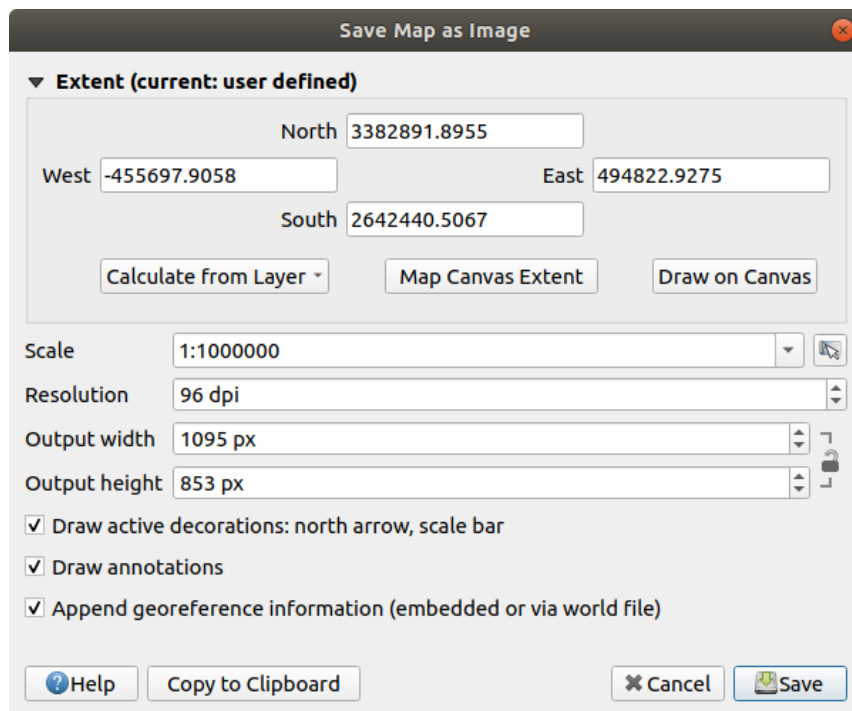 Save Map as Image
Extent (current: user defined)
North 3382891.8955
West -455697.9058 East 494822.9275
South 2642440.5067
Calculate from Layer Map Canvas Extent Draw on Canvas
Scale 1:1000000
Resolution 96 dpi
Output width 1095 px
Output height 853 px
Draw active decorations: north arrow, scale bar
Draw annotations
Append georeference information (embedded or via world file)
Help Copy to Clipboard Cancel Save